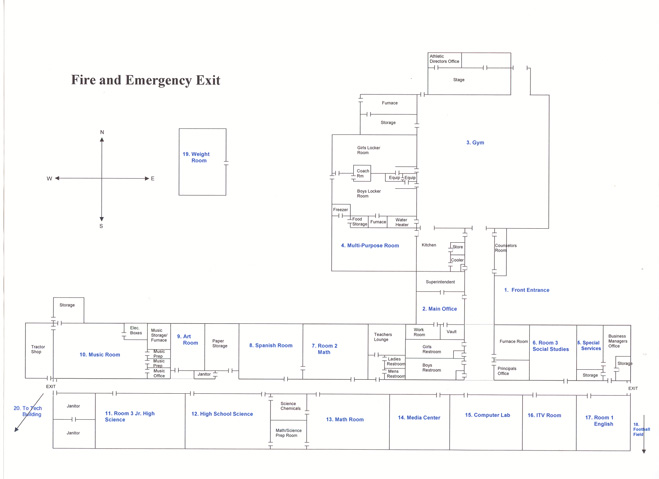 Fire and Emergency Exit
Athletic
Directors Office
Stage
Furnace
Storage
3. Gym
N
W
E
S
19. Weight
Room
Girls Locker
Room
Coach
Rm
Equip
Equip
Boys Locker
Room
Freezer
Food
Storage
Furnace
Water
Heater
4. Multi-Purpose Room
Kitchen
Store
Cooler
Counselors
Room
Superintendent
1. Front Entrance
2. Main Office
Storage
Tractor
Shop
10. Music Room
Elec.
Boxes
Music
Storage/
Furnace
Music
Prep
Music
Prep
Music
Office
9. Art
Room
Paper
Storage
Janitor
8. Spanish Room
7. Room 2
Math
Teachers
Lounge
Ladies
Restroom
Mens
Restroom
Work
Room
Vault
Girls
Restroom
Boys
Restroom
Furnace Room
Principals
Office
5. Room 3
Social Studies
6. Special
Services
Storage
Business
Managers
Office
Storage
EXIT
EXIT
20. To Tech
Building
Janitor
Janitor
11. Room 3 Jr. High
Science
12. High School Science
Science
Chemicals
Math/Science
Prep Room
13. Math Room
14. Media Center
15. Computer Lab
16. ITV Room
17. Room 1
English
18.
Football
Field